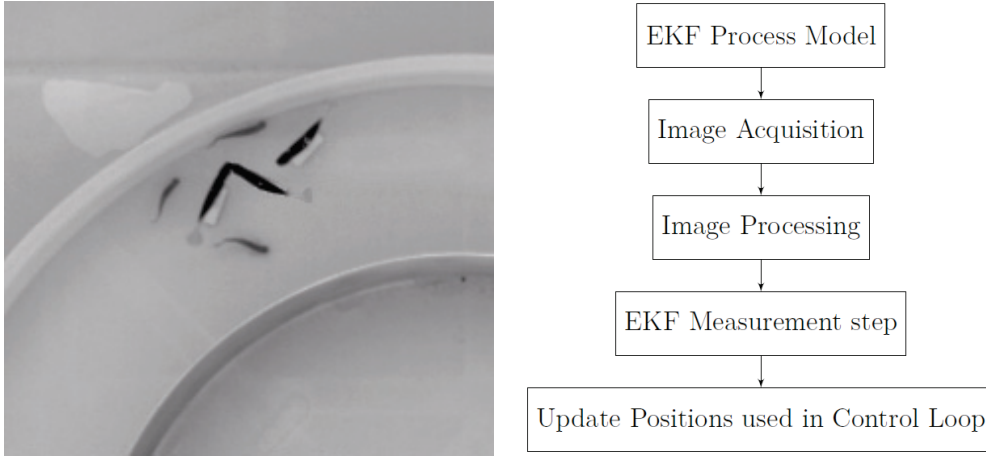 EKF Process Model
Image Acquisition
Image Processing
EKF Measurement step
Update Positions used in Control Loop